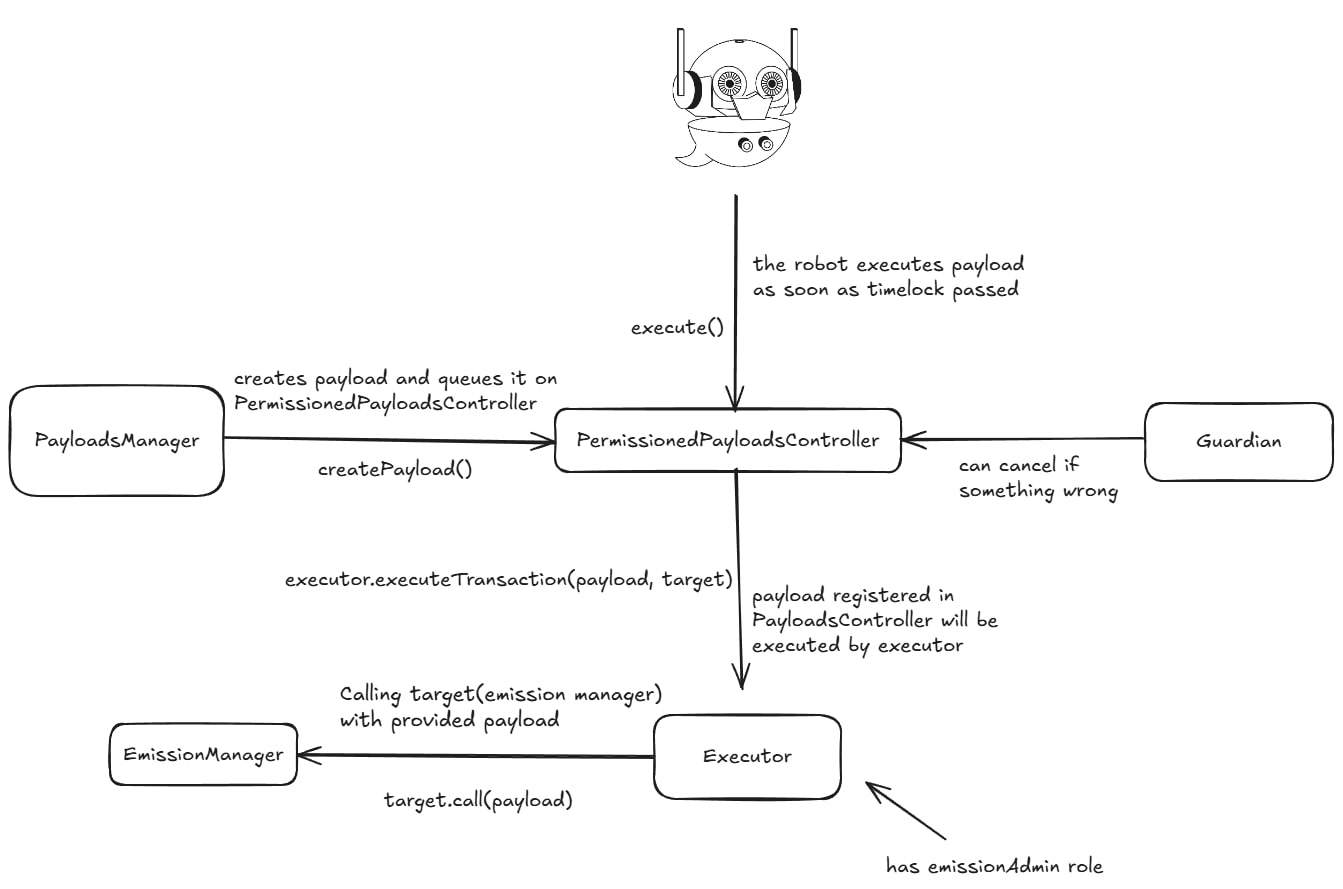 the robot executes payload
as soon as timelock passed
execute()
creates payload and queues it on
PermissionedPayloadsController
PayloadsManager
createPayload()
PermissionedPayloadsController
Guardian
can cancel if
something wrong
executor.executeTransaction(payload, target)
payload registered in
PayloadsController will be
executed by executor
Calling target(emission manager)
with provided payload
EmissionManager
Executor
target.call(payload)
has emissionAdmin role